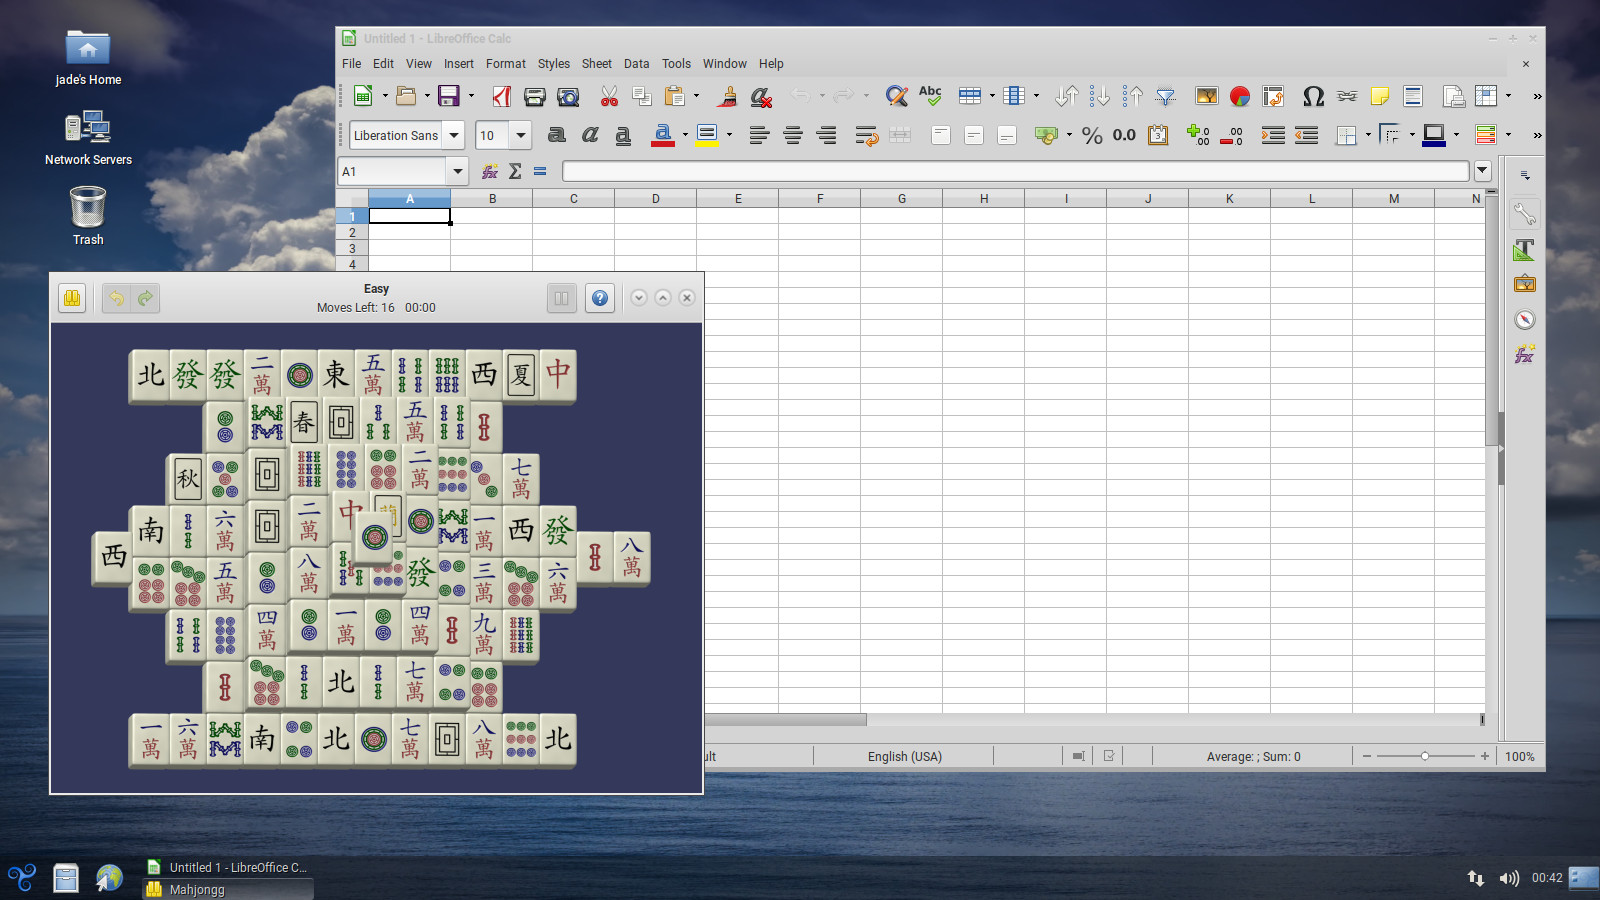 jade's Home
Network Servers
Trash
Untitled 1 - LibreOffice Calc
File Edit View Insert Format Styles Sheet Data Tools Window Help
Abc
Liberation Sans 10 a a a a % 0.0
A1
A B C D E F G H I J K L M N
1
2
3
4
Easy
Moves Left: 16 00:00
北 發 發 二萬 東 五萬 西 夏 中
春 五萬
秋 二萬 七萬
南 六萬 二萬 中 一萬 西 發
西 八萬
五萬 八萬 發 三萬 六萬
四萬 一萬 四萬 九萬
北 七萬
一萬 六萬 南 北 七萬 八萬 北
English (USA) Average: ; Sum: 0 100%
Untitled 1 - LibreOffice C...
Mahjongg
00:42